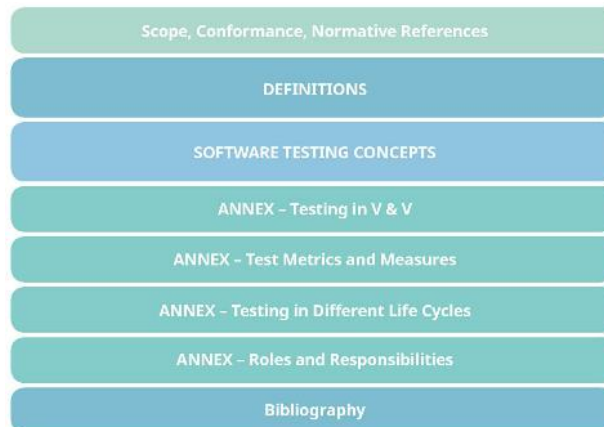 Scope, Conformance, Normative References
DEFINITIONS
SOFTWARE TESTING CONCEPTS
ANNEX – Testing in V & V
ANNEX – Test Metrics and Measures
ANNEX – Testing in Different Life Cycles
ANNEX – Roles and Responsibilities
Bibliography